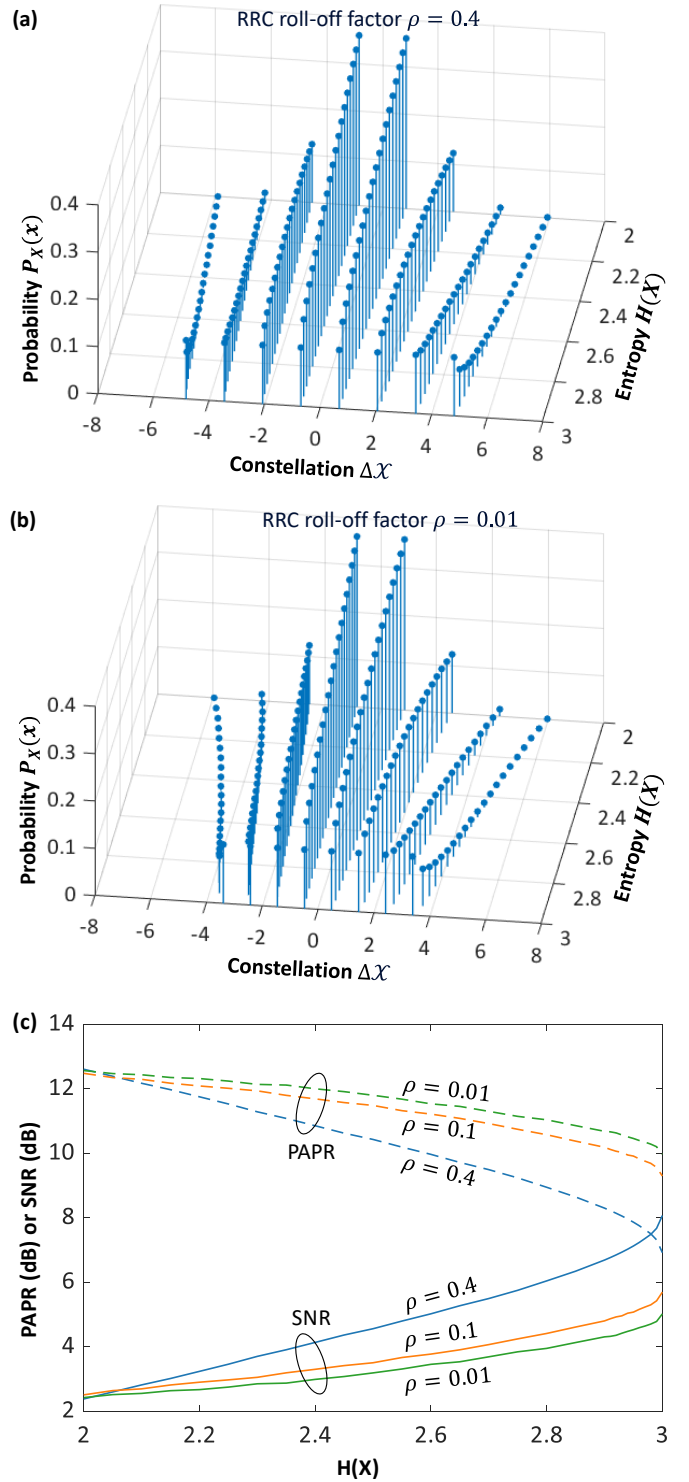 (a)
RRC roll-off factor ρ = 0.4
Probability P_X(x)
0.4
0.3
0.2
0.1
0
-8
-6
-4
-2
0
2
4
6
8
Constellation Δ𝒳
2
2.2
2.4
2.6
2.8
3
Entropy H(X)
(b)
RRC roll-off factor ρ = 0.01
Probability P_X(x)
0.4
0.3
0.2
0.1
0
-8
-6
-4
-2
0
2
4
6
8
Constellation Δ𝒳
2
2.2
2.4
2.6
2.8
3
Entropy H(X)
(c)
PAPR (dB) or SNR (dB)
14
12
10
8
6
4
2
ρ = 0.01
ρ = 0.1
ρ = 0.4
PAPR
SNR
ρ = 0.4
ρ = 0.1
ρ = 0.01
2
2.2
2.4
2.6
2.8
3
H(X)